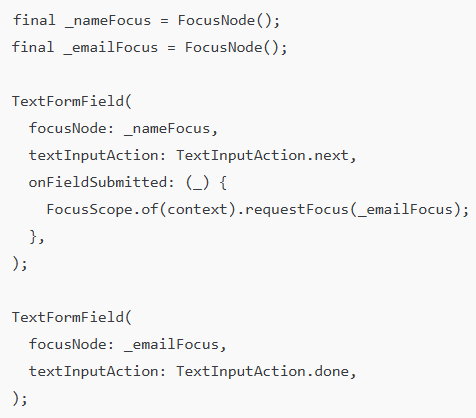 final _nameFocus = FocusNode();
final _emailFocus = FocusNode();

TextFormField(
  focusNode: _nameFocus,
  textInputAction: TextInputAction.next,
  onFieldSubmitted: (_) {
    FocusScope.of(context).requestFocus(_emailFocus);
  },
);

TextFormField(
  focusNode: _emailFocus,
  textInputAction: TextInputAction.done,
);